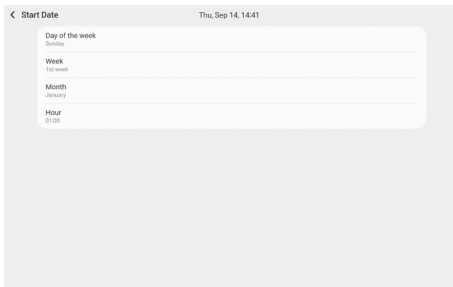 Start Date
Thu, Sep 14, 14:41
Day of the week
Sunday
Week
1st week
Month
January
Hour
01:00